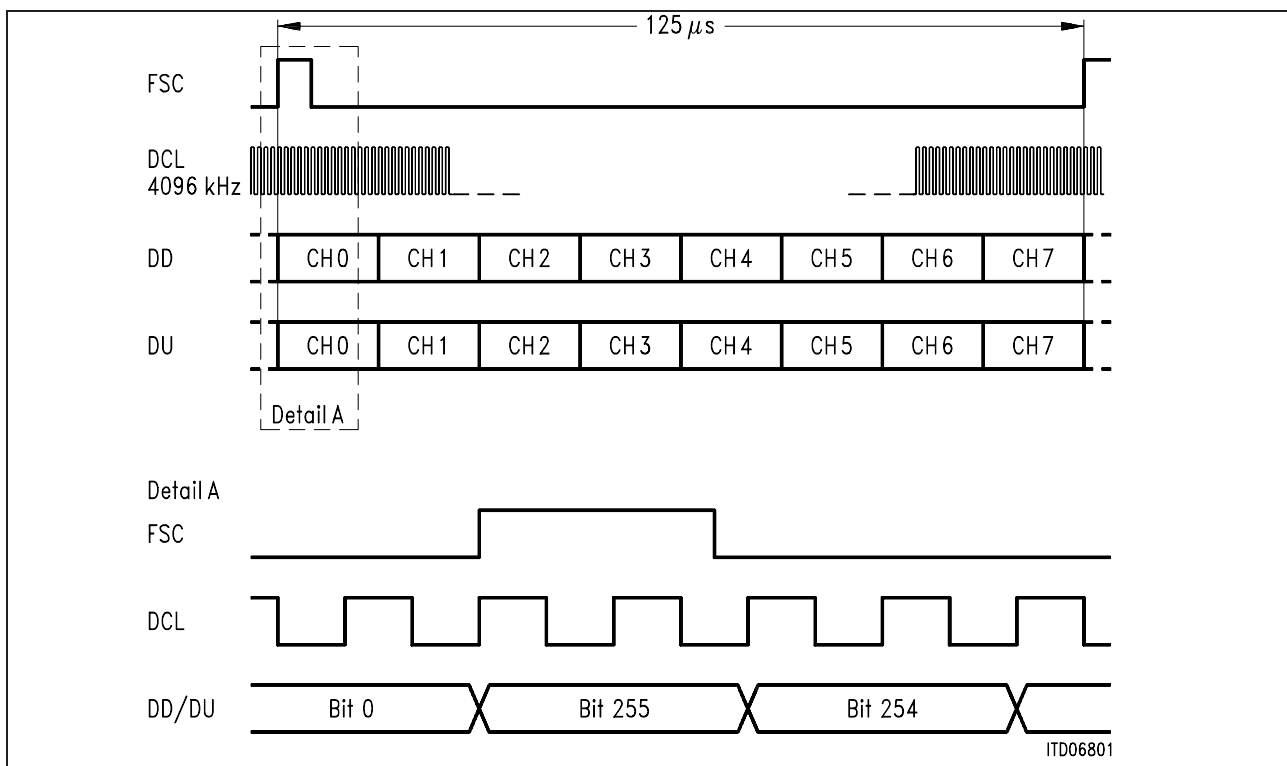 125 μs
FSC
DCL
4096 kHz
DD CH0 CH1 CH2 CH3 CH4 CH5 CH6 CH7
DU CH0 CH1 CH2 CH3 CH4 CH5 CH6 CH7
Detail A
Detail A
FSC
DCL
DD/DU Bit 0 Bit 255 Bit 254
ITD06801